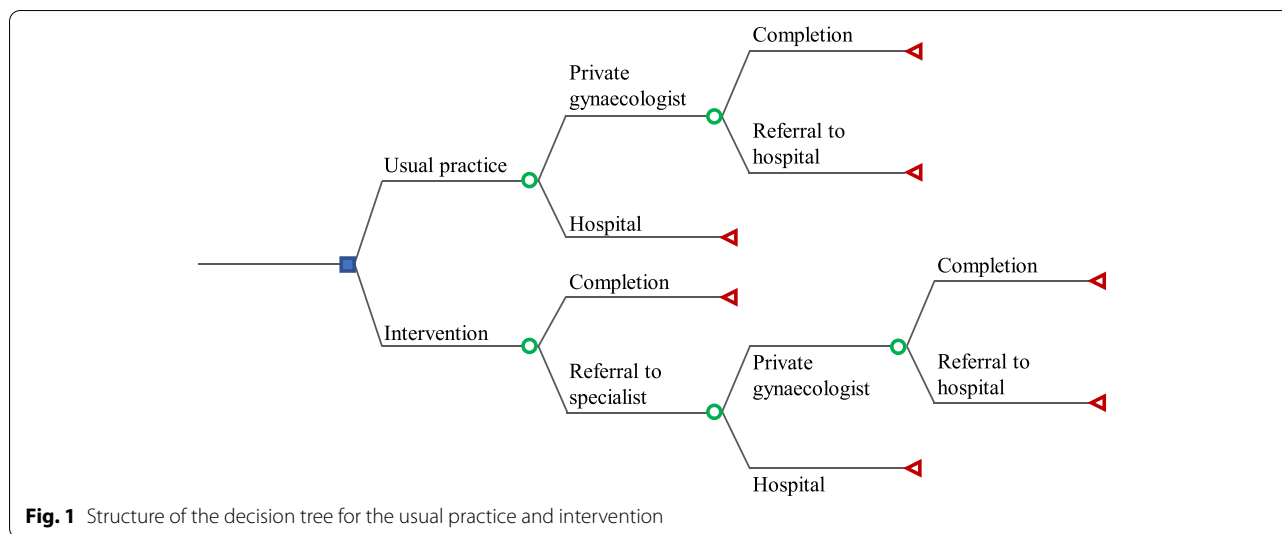 Completion
Private
gynaecologist
Referral to
hospital
Usual practice
Hospital
Completion
Completion
Intervention
Private
gynaecologist
Referral to
hospital
Referral to
specialist
Hospital
Fig. 1 Structure of the decision tree for the usual practice and intervention